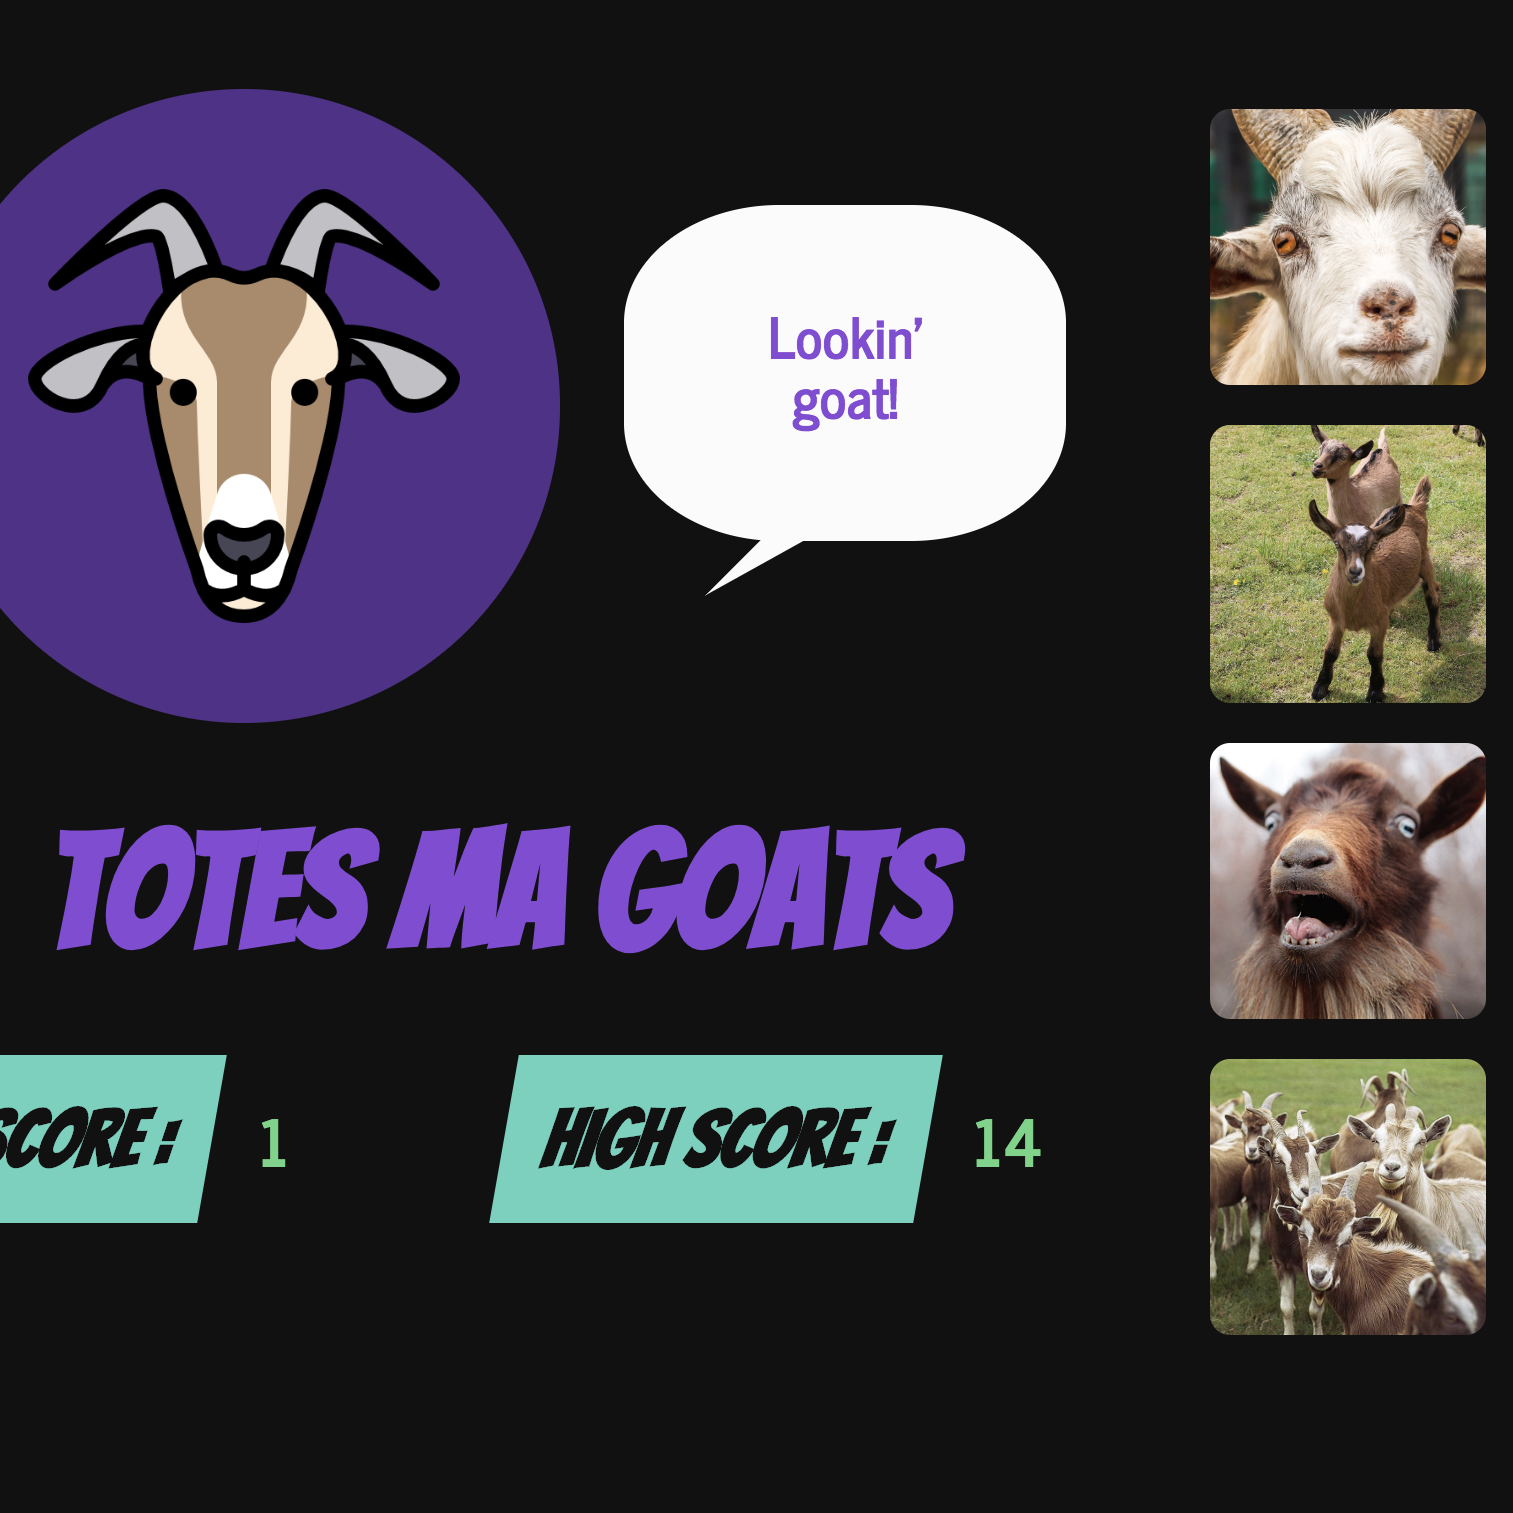 Lookin’
goat!
TOTES MA GOATS
SCORE :
1
HIGH SCORE :
14